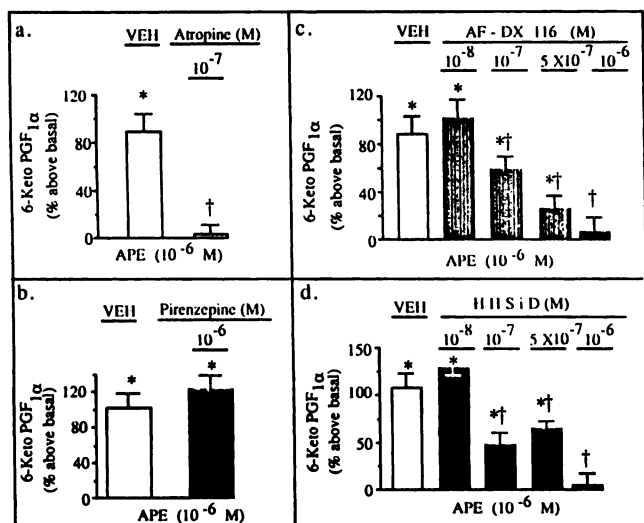 a.
VEH Atropine (M)
10-7
*
†
120
80
40
0
6-Keto PGF1α
(% above basal)
APE (10-6 M)
b.
VEH Pirenzepine (M)
10-6
*
*
120
80
40
0
6-Keto PGF1α
(% above basal)
APE (10-6 M)
c.
VEH AF-DX 116 (M)
10-8 10-7 5 X10-7 10-6
*
*
*†
*†
†
120
80
40
0
6-Keto PGF1α
(% above basal)
APE (10-6 M)
d.
VEH HHSiD (M)
10-8 10-7 5 X10-7 10-6
*
*
*†
*†
†
150
100
50
0
6-Keto PGF1α
(% above basal)
APE (10-6 M)